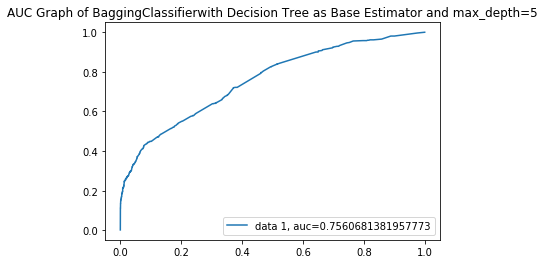 AUC Graph of BaggingClassifierwith Decision Tree as Base Estimator and max_depth=5
1.0
0.8
0.6
0.4
0.2
0.0
data 1, auc=0.7560681381957773
0.0 0.2 0.4 0.6 0.8 1.0